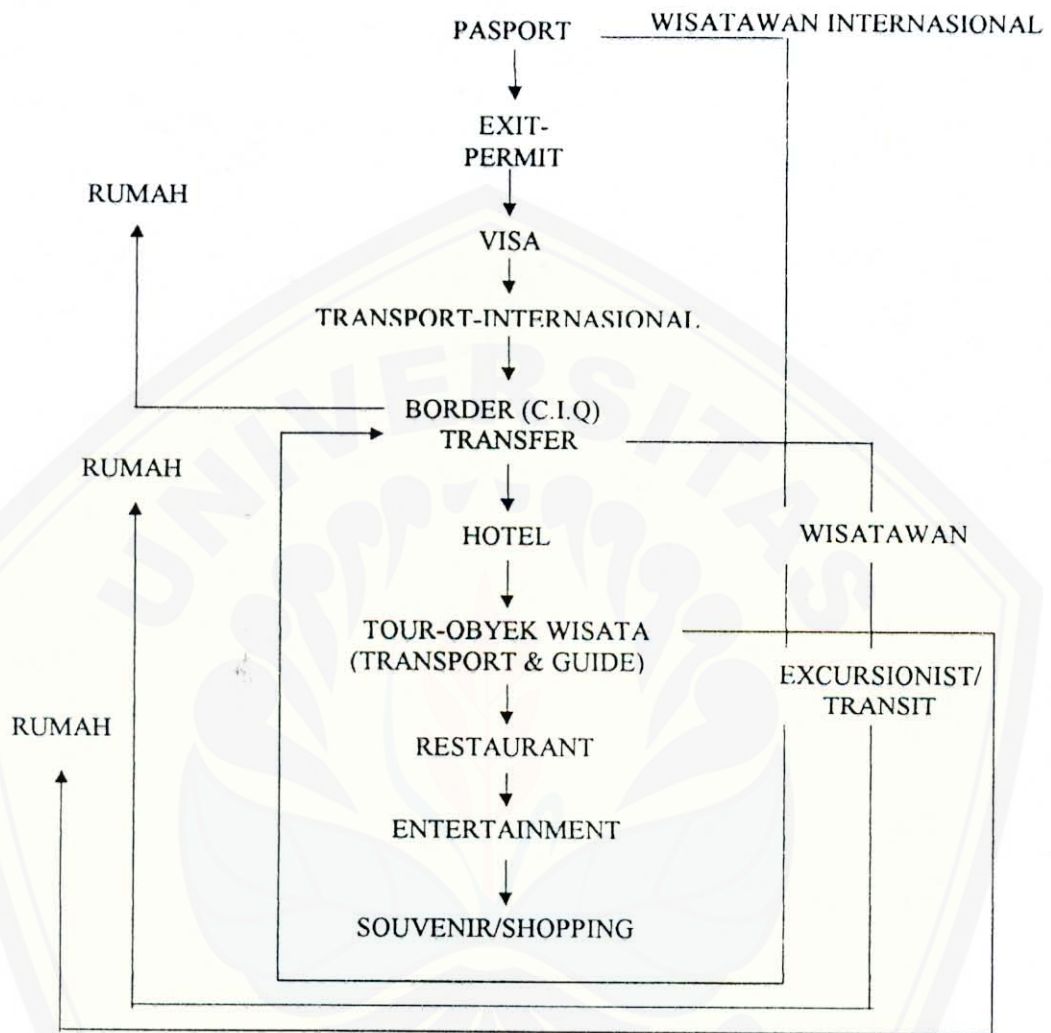 PASPORT WISATAWAN INTERNASIONAL
EXIT-
PERMIT
RUMAH
VISA
TRANSPORT-INTERNASIONAL
BORDER (C.I.Q)
TRANSFER
RUMAH
HOTEL
WISATAWAN
TOUR-OBYEK WISATA
(TRANSPORT & GUIDE)
EXCURSIONIST/
TRANSIT
RUMAH
RESTAURANT
ENTERTAINMENT
SOUVENIR/SHOPPING
UNIVERSITAS